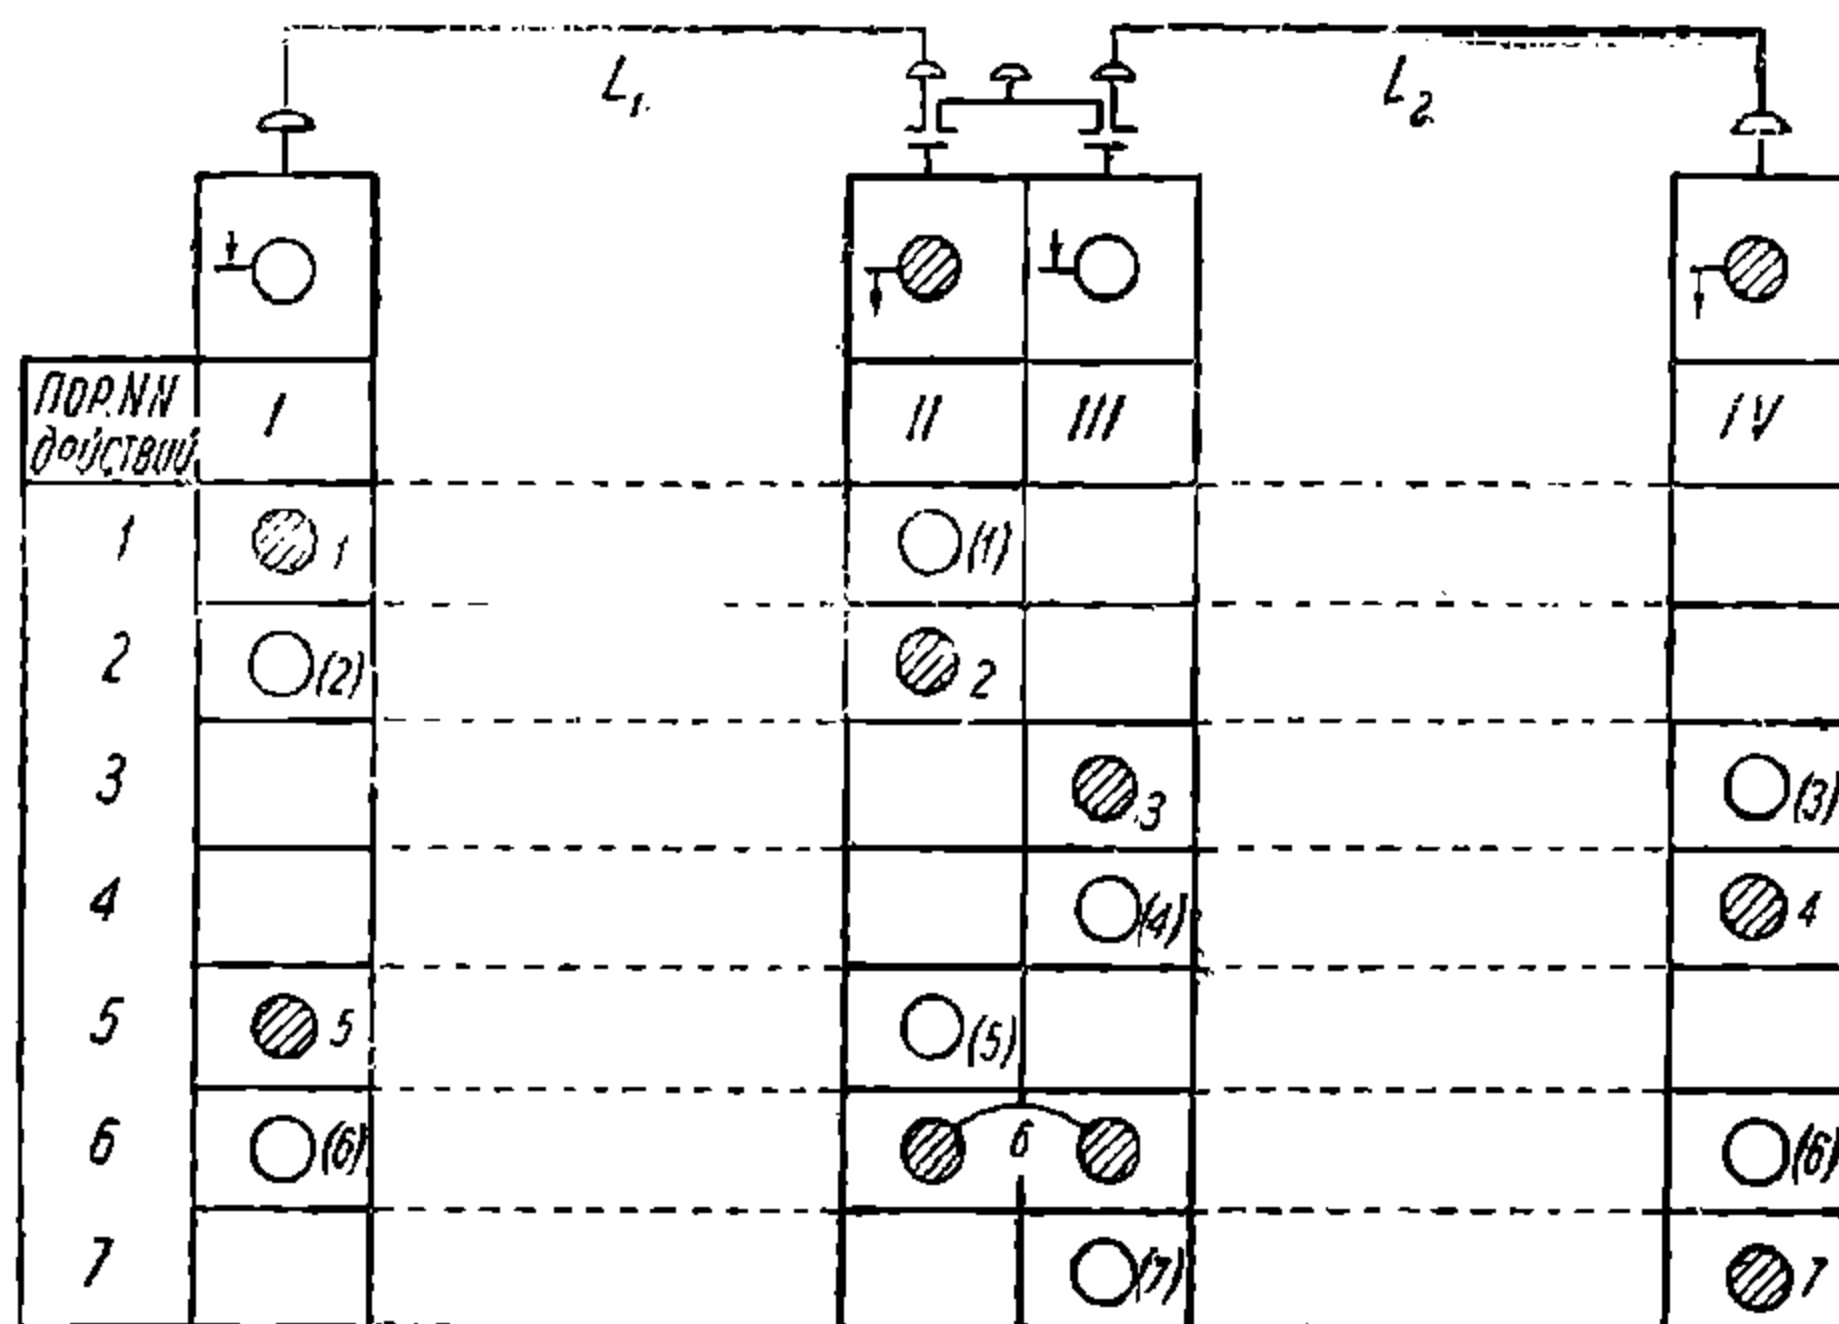 L₁ L₂
Пор.NN
действий I II III IV
1 1 (1)
2 (2) 2
3 3 (3)
4 (4) 4
5 5 (5)
6 (6) 6 (6)
7 (7) 7